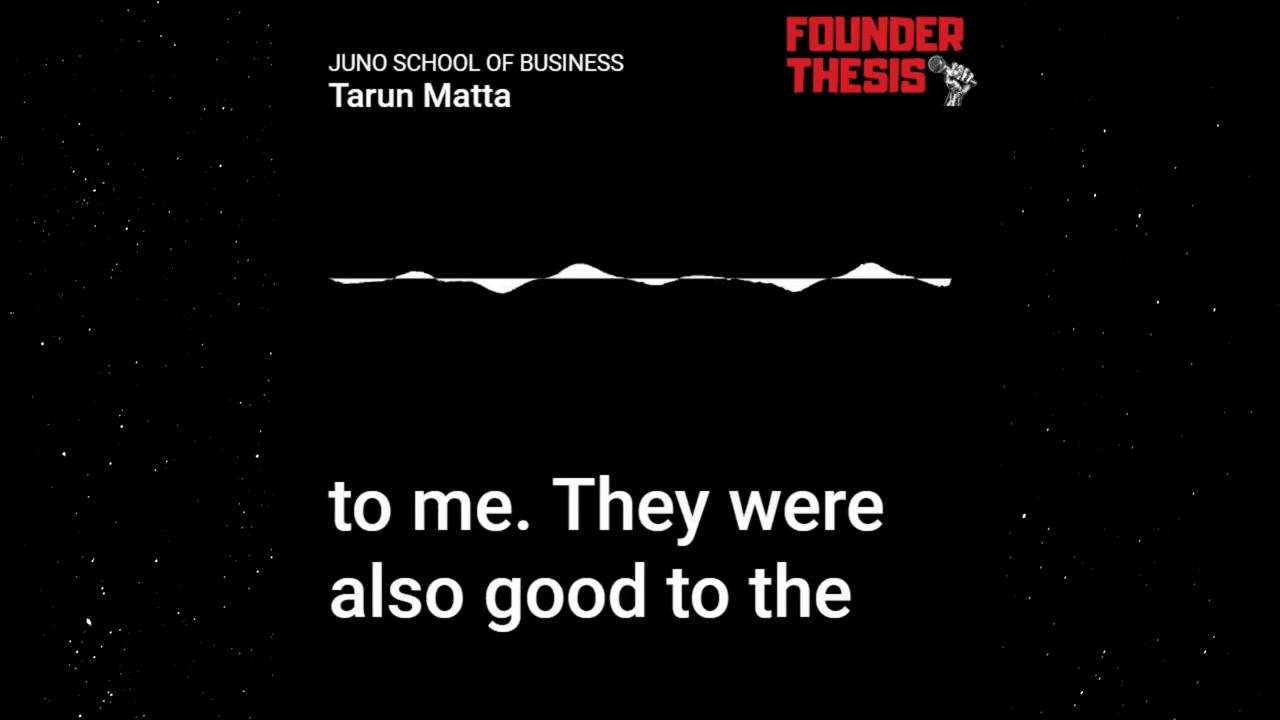 JUNO SCHOOL OF BUSINESS
Tarun Matta
FOUNDER
THESIS
to me. They were
also good to the